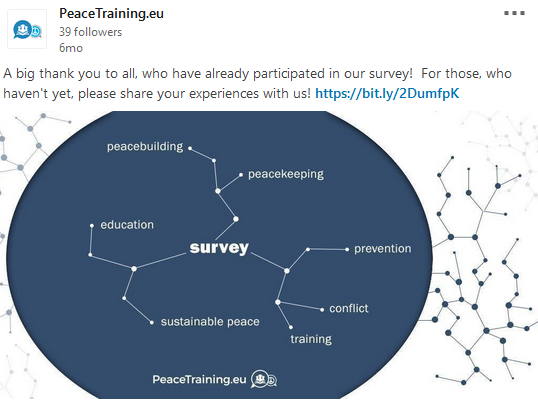 PeaceTraining.eu
39 followers
6mo
A big thank you to all, who have already participated in our survey!  For those, who
haven't yet, please share your experiences with us! https://bit.ly/2DumfpK
peacebuilding
peacekeeping
education
survey
prevention
conflict
sustainable peace
training
PeaceTraining.eu